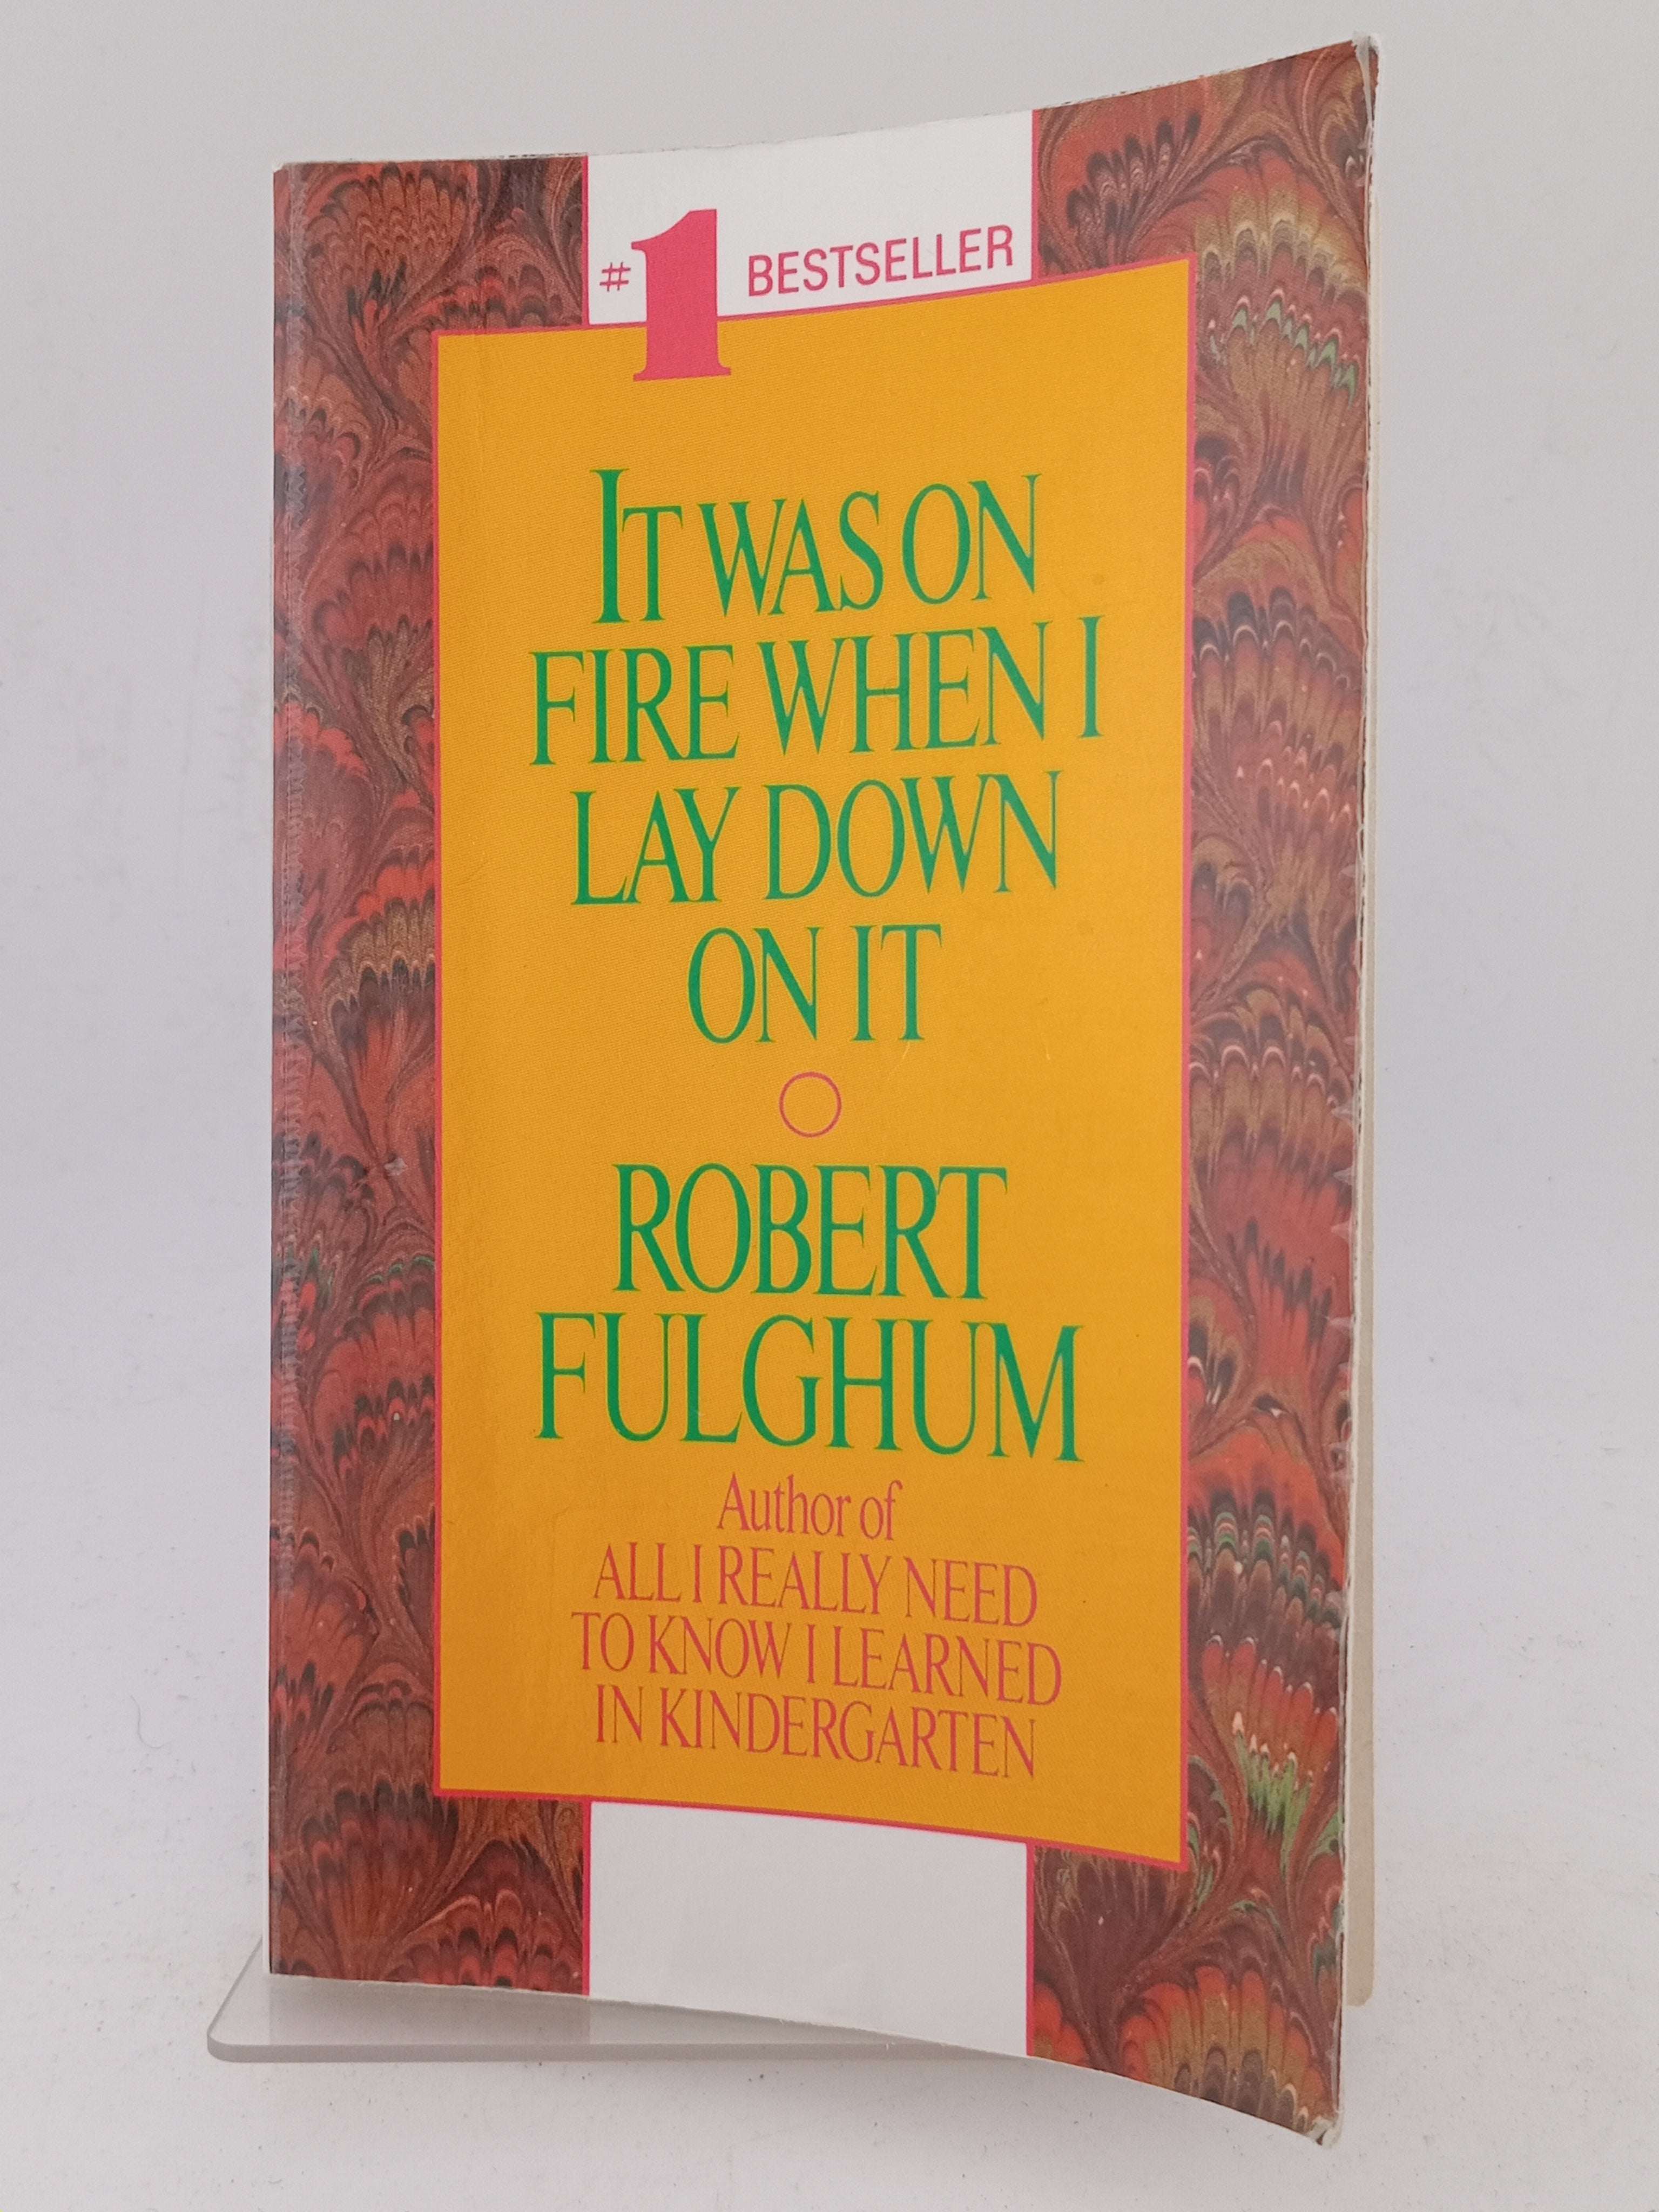 #1 BESTSELLER
IT WAS ON
FIRE WHEN I
LAY DOWN
ON IT
ROBERT
FULGHUM
Author of
ALL I REALLY NEED
TO KNOW I LEARNED
IN KINDERGARTEN